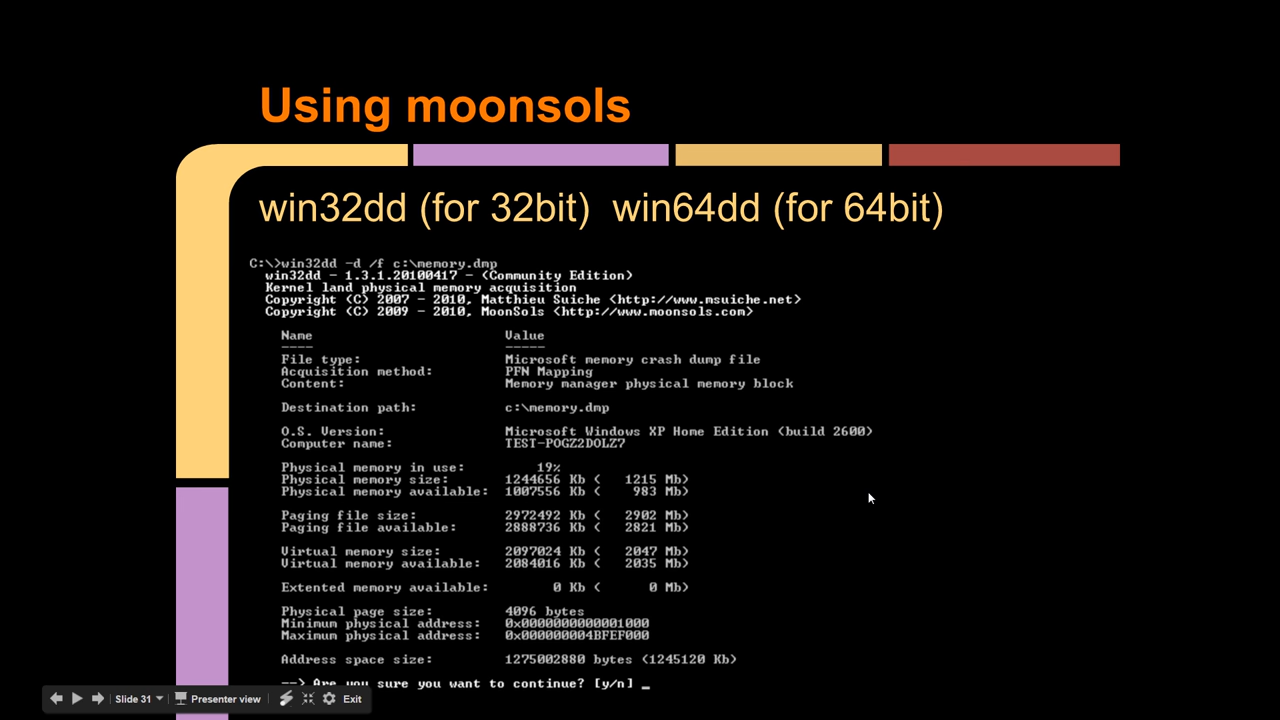 Using moonsols
win32dd (for 32bit) win64dd (for 64bit)
C:\>win32dd -d /f c:\memory.dmp
win32dd - 1.3.1.20100417 - (Community Edition)
Kernel land physical memory acquisition
Copyright (C) 2007 - 2010, Matthieu Suiche <http://www.msuiche.net>
Copyright (C) 2009 - 2010, MoonSols <http://www.moonsols.com>
Name Value
---- -----
File type: Microsoft memory crash dump file
Acquisition method: PFN Mapping
Content: Memory manager physical memory block
Destination path: c:\memory.dmp
O.S. Version: Microsoft Windows XP Home Edition (build 2600)
Computer name: TEST-POGZ2DOLZ7
Physical memory in use: 19%
Physical memory size: 1244656 Kb ( 1215 Mb)
Physical memory available: 1007556 Kb ( 983 Mb)
Paging file size: 2972492 Kb ( 2902 Mb)
Paging file available: 2888736 Kb ( 2821 Mb)
Virtual memory size: 2097024 Kb ( 2047 Mb)
Virtual memory available: 2084016 Kb ( 2035 Mb)
Extented memory available: 0 Kb ( 0 Mb)
Physical page size: 4096 bytes
Minimum physical address: 0x0000000000001000
Maximum physical address: 0x000000004BFEF000
Address space size: 1275002880 bytes (1245120 Kb)
--> Are you sure you want to continue? [y/n] _
Slide 31 Presenter view Exit